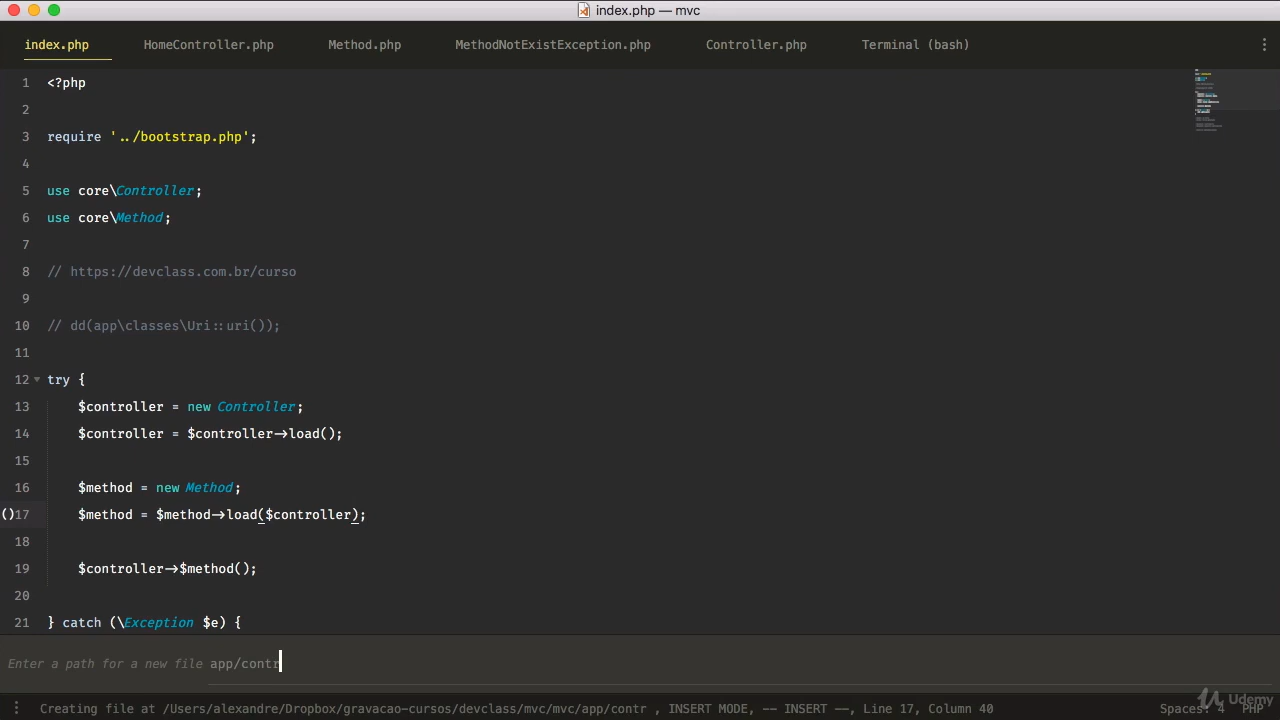 index.php — mvc
index.php HomeController.php Method.php MethodNotExistException.php Controller.php Terminal (bash)
1 <?php
2
3 require '../bootstrap.php';
4
5 use core\Controller;
6 use core\Method;
7
8 // https://devclass.com.br/curso
9
10 // dd(app\classes\Uri::uri());
11
12 try {
13 $controller = new Controller;
14 $controller = $controller->load();
15
16 $method = new Method;
()17 $method = $method->load($controller);
18
19 $controller->$method();
20
21 } catch (\Exception $e) {
Enter a path for a new file app/contr
Creating file at /Users/alexandre/Dropbox/gravacao-cursos/devclass/mvc/mvc/app/contr , INSERT MODE, -- INSERT --, Line 17, Column 40 Spaces: 4 PHP
Udemy